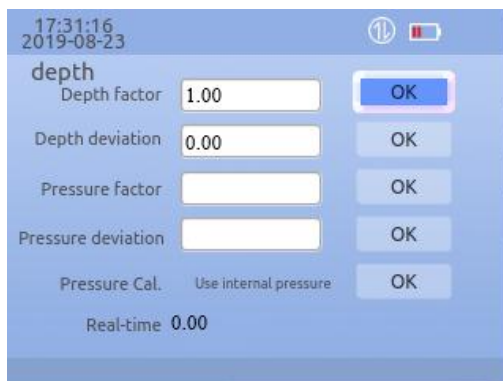 17:31:16
2019-08-23
depth
Depth factor 1.00 OK
Depth deviation 0.00 OK
Pressure factor OK
Pressure deviation OK
Pressure Cal. Use internal pressure OK
Real-time 0.00